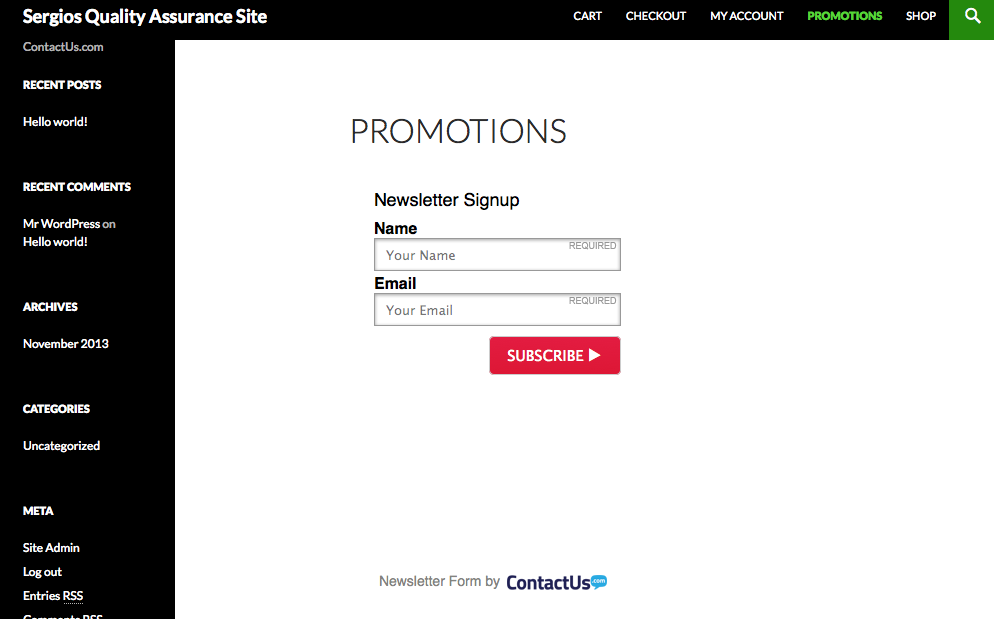 Sergios Quality Assurance Site
CART CHECKOUT MY ACCOUNT PROMOTIONS SHOP
ContactUs.com
RECENT POSTS
Hello world!
RECENT COMMENTS
Mr WordPress on
Hello world!
ARCHIVES
November 2013
CATEGORIES
Uncategorized
META
Site Admin
Log out
Entries RSS
Comments RSS
PROMOTIONS
Newsletter Signup
Name
REQUIRED
Your Name
Email
REQUIRED
Your Email
SUBSCRIBE
Newsletter Form by ContactUs.com